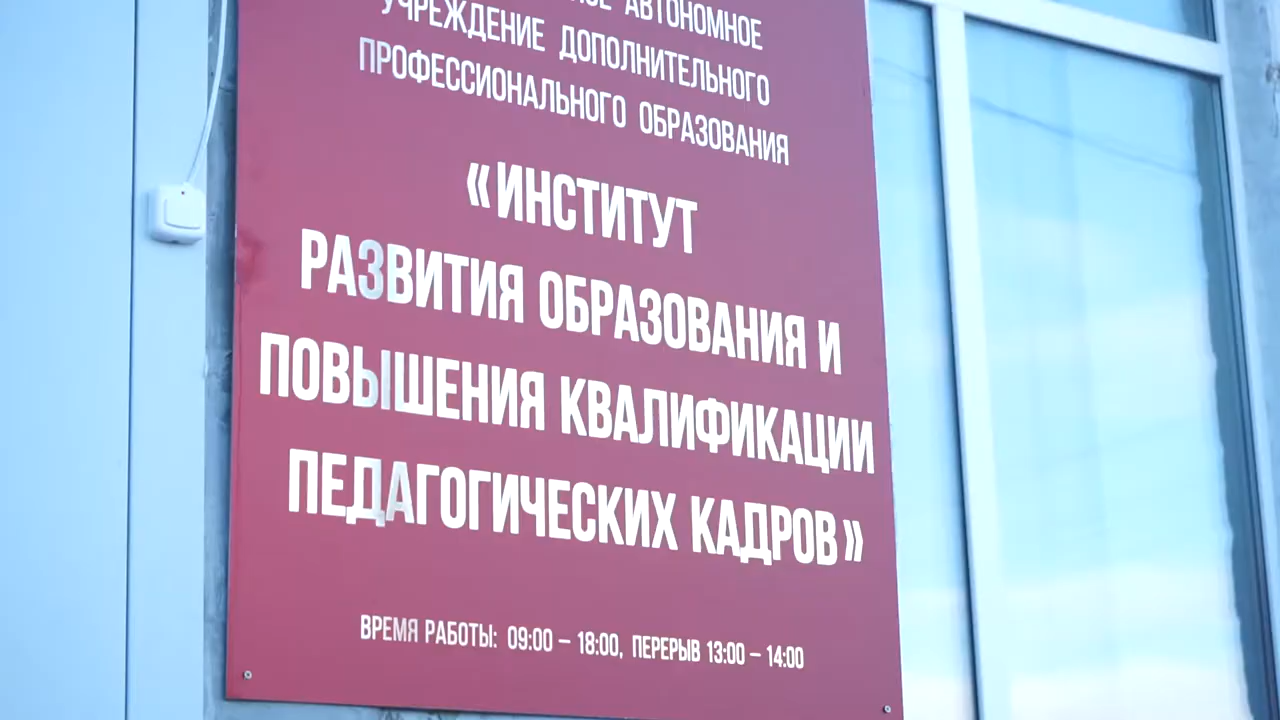 АВТОНОМНОЕ
УЧРЕЖДЕНИЕ ДОПОЛНИТЕЛЬНОГО
ПРОФЕССИОНАЛЬНОГО ОБРАЗОВАНИЯ
«ИНСТИТУТ
РАЗВИТИЯ ОБРАЗОВАНИЯ И
ПОВЫШЕНИЯ КВАЛИФИКАЦИИ
ПЕДАГОГИЧЕСКИХ КАДРОВ»
ВРЕМЯ РАБОТЫ: 09:00 – 18:00, ПЕРЕРЫВ 13:00 – 14:00